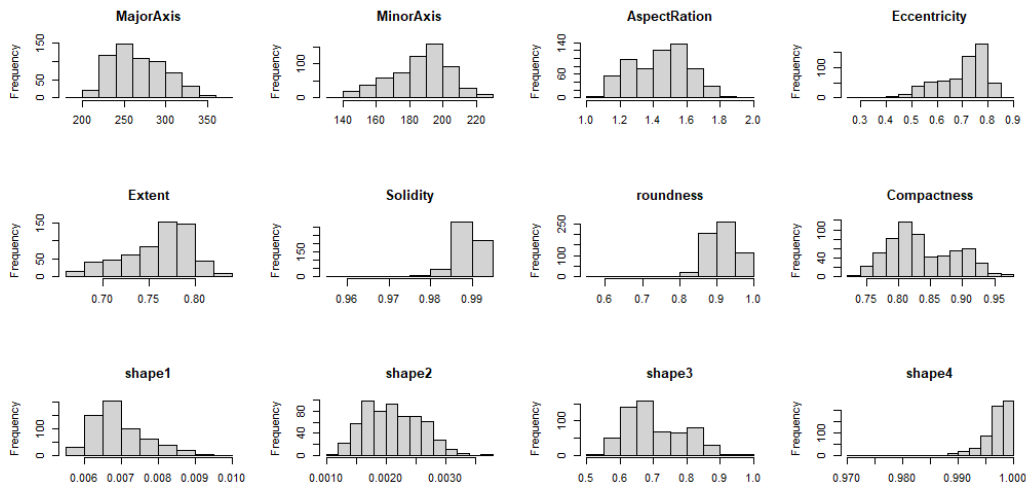 MajorAxis
Frequency
0 50 150
200 250 300 350
MinorAxis
Frequency
0 100
140 160 180 200 220
AspectRation
Frequency
0 60 140
1.0 1.2 1.4 1.6 1.8 2.0
Eccentricity
Frequency
0 100
0.3 0.4 0.5 0.6 0.7 0.8 0.9
Extent
Frequency
0 50 150
0.70 0.75 0.80
Solidity
Frequency
0 150
0.96 0.97 0.98 0.99
roundness
Frequency
0 100 250
0.6 0.7 0.8 0.9 1.0
Compactness
Frequency
0 40 100
0.75 0.80 0.85 0.90 0.95
shape1
Frequency
0 100
0.006 0.007 0.008 0.009 0.010
shape2
Frequency
0 40 80
0.0010 0.0020 0.0030
shape3
Frequency
0 100
0.5 0.6 0.7 0.8 0.9 1.0
shape4
Frequency
0 100
0.970 0.980 0.990 1.000